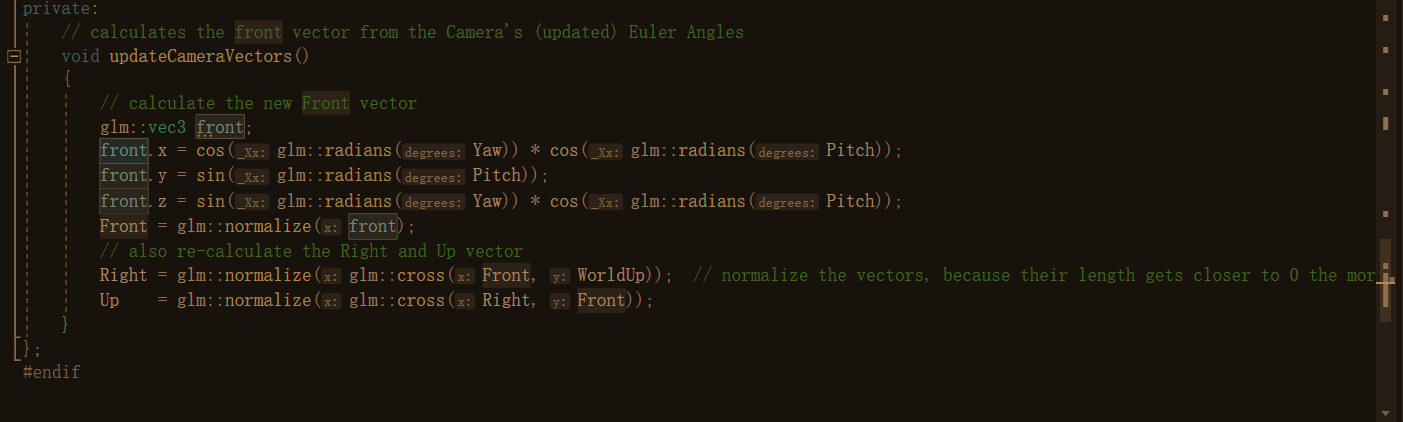 private:
// calculates the front vector from the Camera's (updated) Euler Angles
void updateCameraVectors()
{
// calculate the new Front vector
glm::vec3 front;
front.x = cos(_Xx: glm::radians(degrees: Yaw)) * cos(_Xx: glm::radians(degrees: Pitch));
front.y = sin(_Xx: glm::radians(degrees: Pitch));
front.z = sin(_Xx: glm::radians(degrees: Yaw)) * cos(_Xx: glm::radians(degrees: Pitch));
Front = glm::normalize(x: front);
// also re-calculate the Right and Up vector
Right = glm::normalize(x: glm::cross(x: Front, y: WorldUp));  // normalize the vectors, because their length gets closer to 0 the mor
Up    = glm::normalize(x: glm::cross(x: Right, y: Front));
}
};
#endif